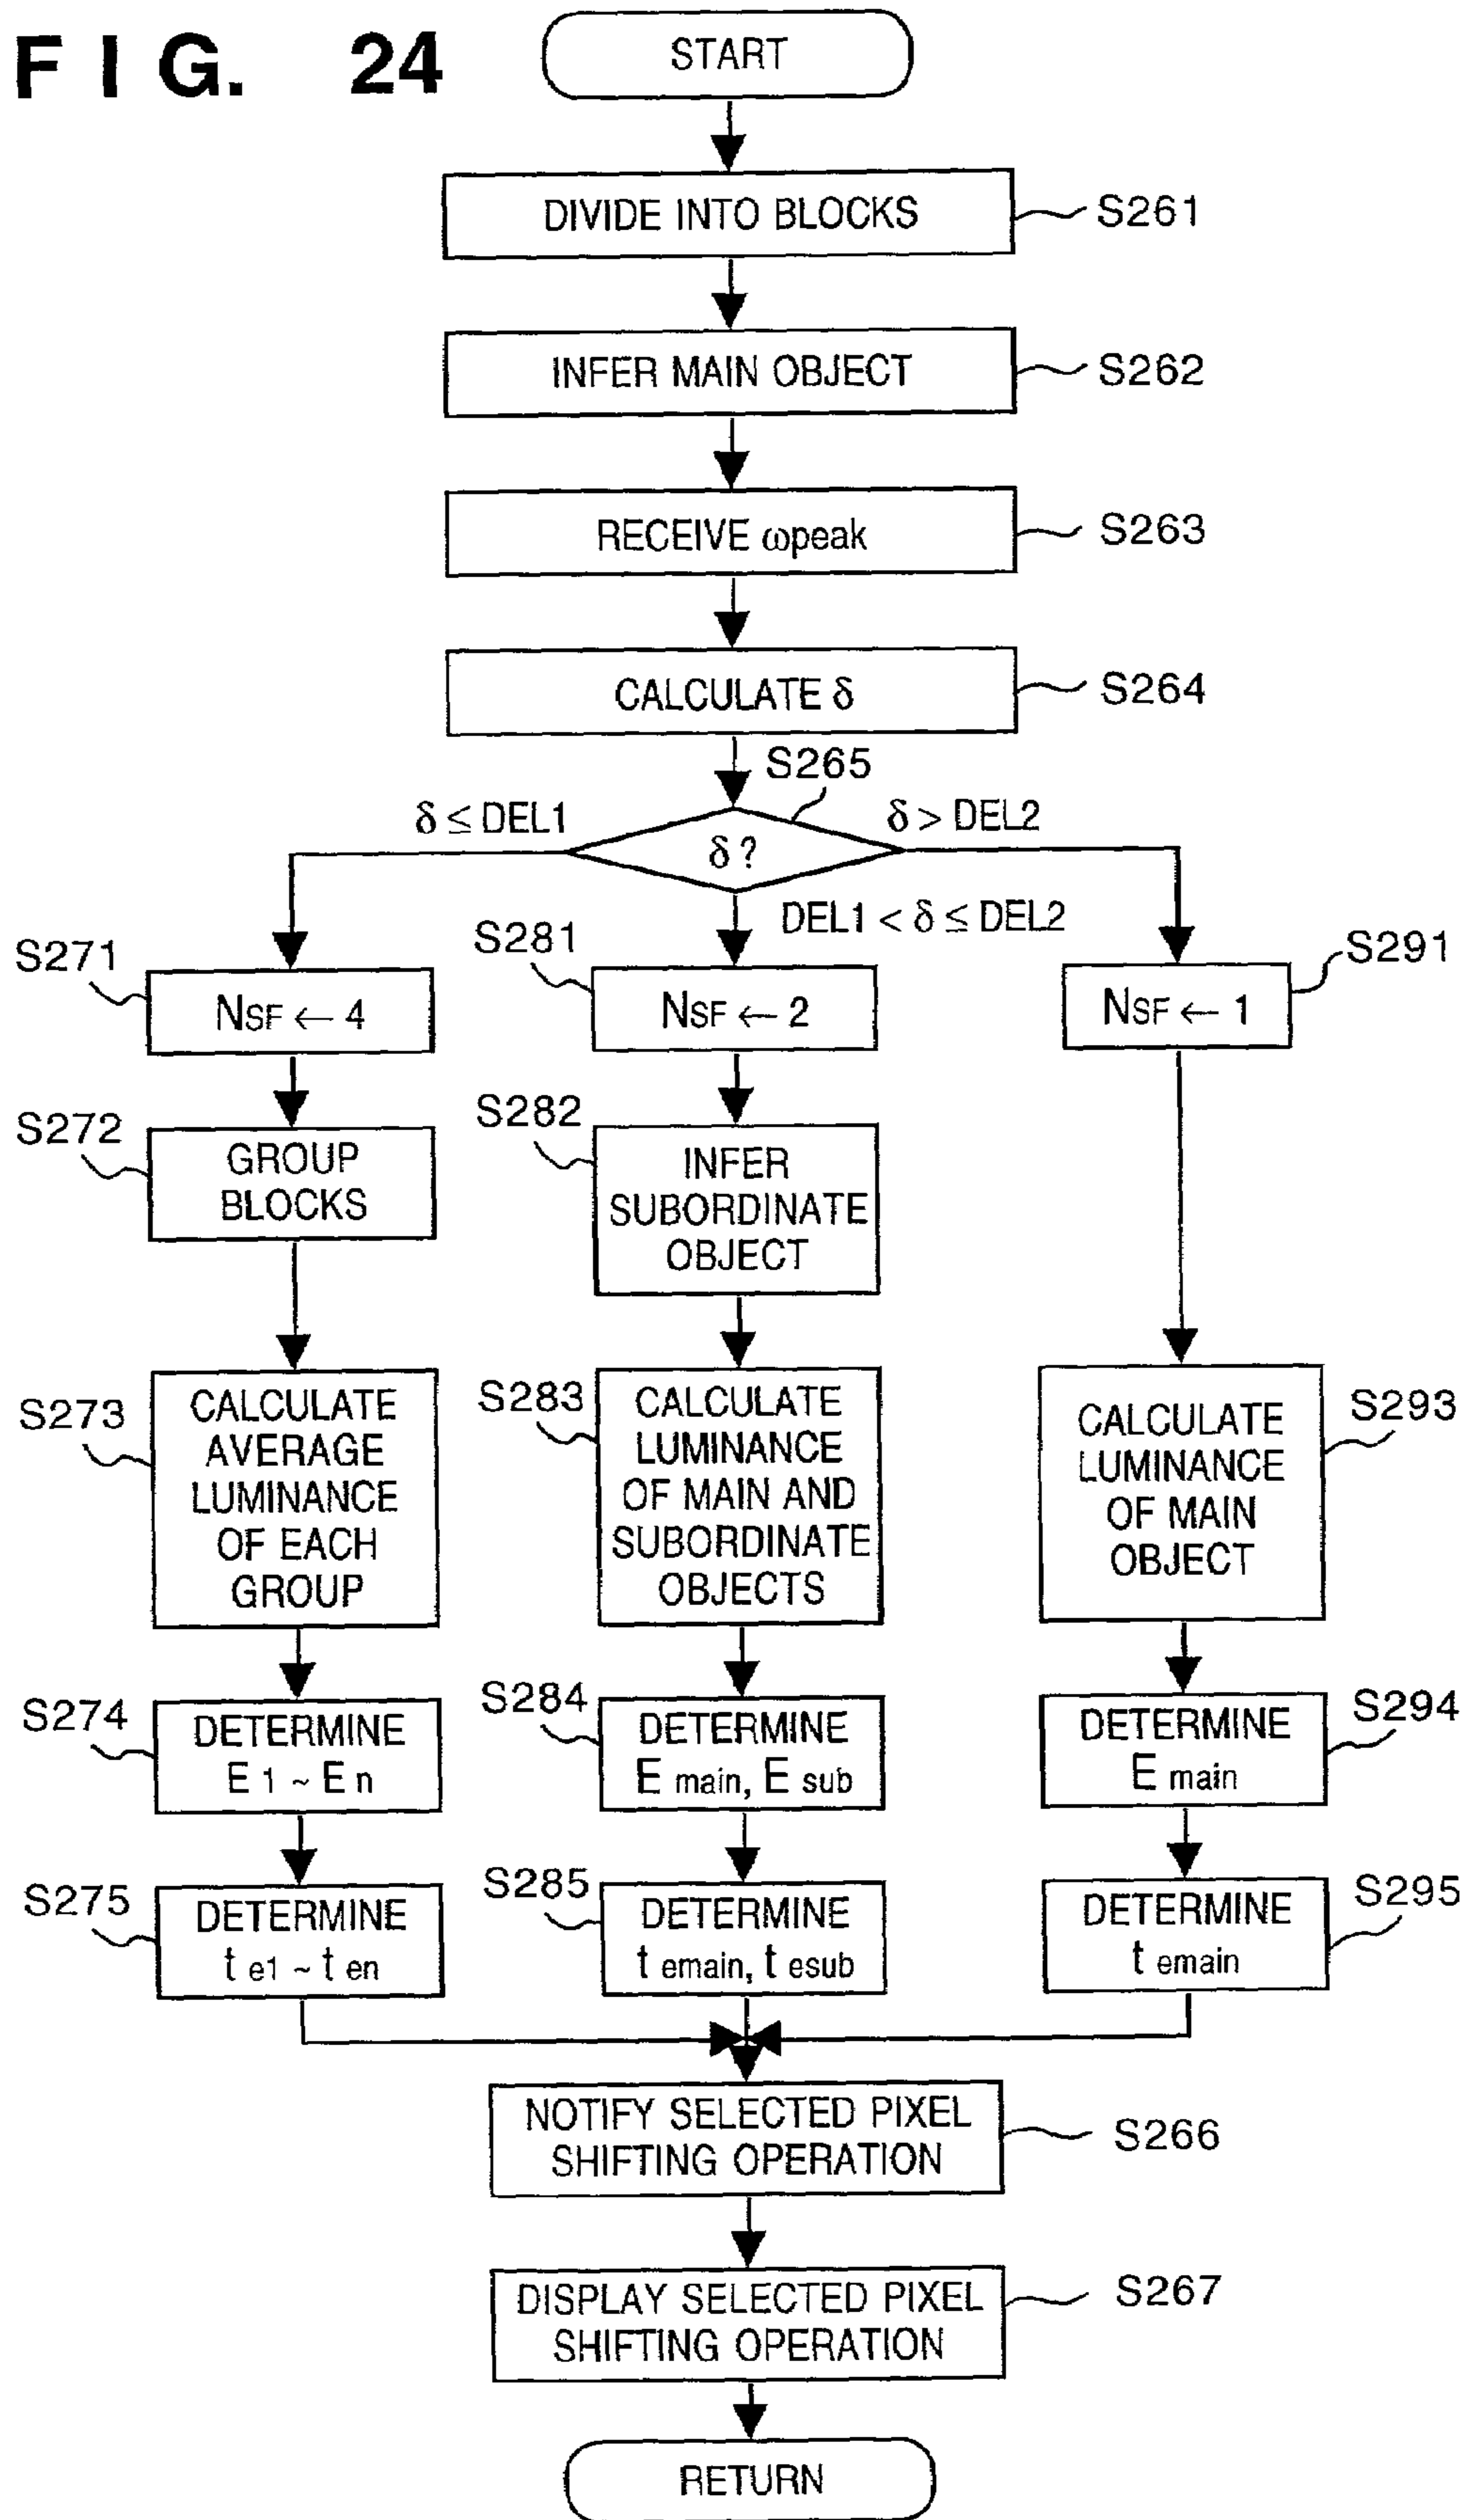 FIG. 24
START
DIVIDE INTO BLOCKS
S261
INFER MAIN OBJECT
S262
RECEIVE ωpeak
S263
CALCULATE δ
S264
S265
δ ≤ DEL1
δ > DEL2
δ ?
DEL1 < δ ≤ DEL2
S271
NSF ← 4
S272
GROUP
BLOCKS
S273
CALCULATE
AVERAGE
LUMINANCE
OF EACH
GROUP
S274
DETERMINE
E 1 ~ E n
S275
DETERMINE
t e1 ~ t en
S281
NSF ← 2
S282
INFER
SUBORDINATE
OBJECT
S283
CALCULATE
LUMINANCE
OF MAIN AND
SUBORDINATE
OBJECTS
S284
DETERMINE
E main, E sub
S285
DETERMINE
t emain, t esub
S291
NSF ← 1
S293
CALCULATE
LUMINANCE
OF MAIN
OBJECT
S294
DETERMINE
E main
S295
DETERMINE
t emain
NOTIFY SELECTED PIXEL
SHIFTING OPERATION
S266
DISPLAY SELECTED PIXEL
SHIFTING OPERATION
S267
RETURN